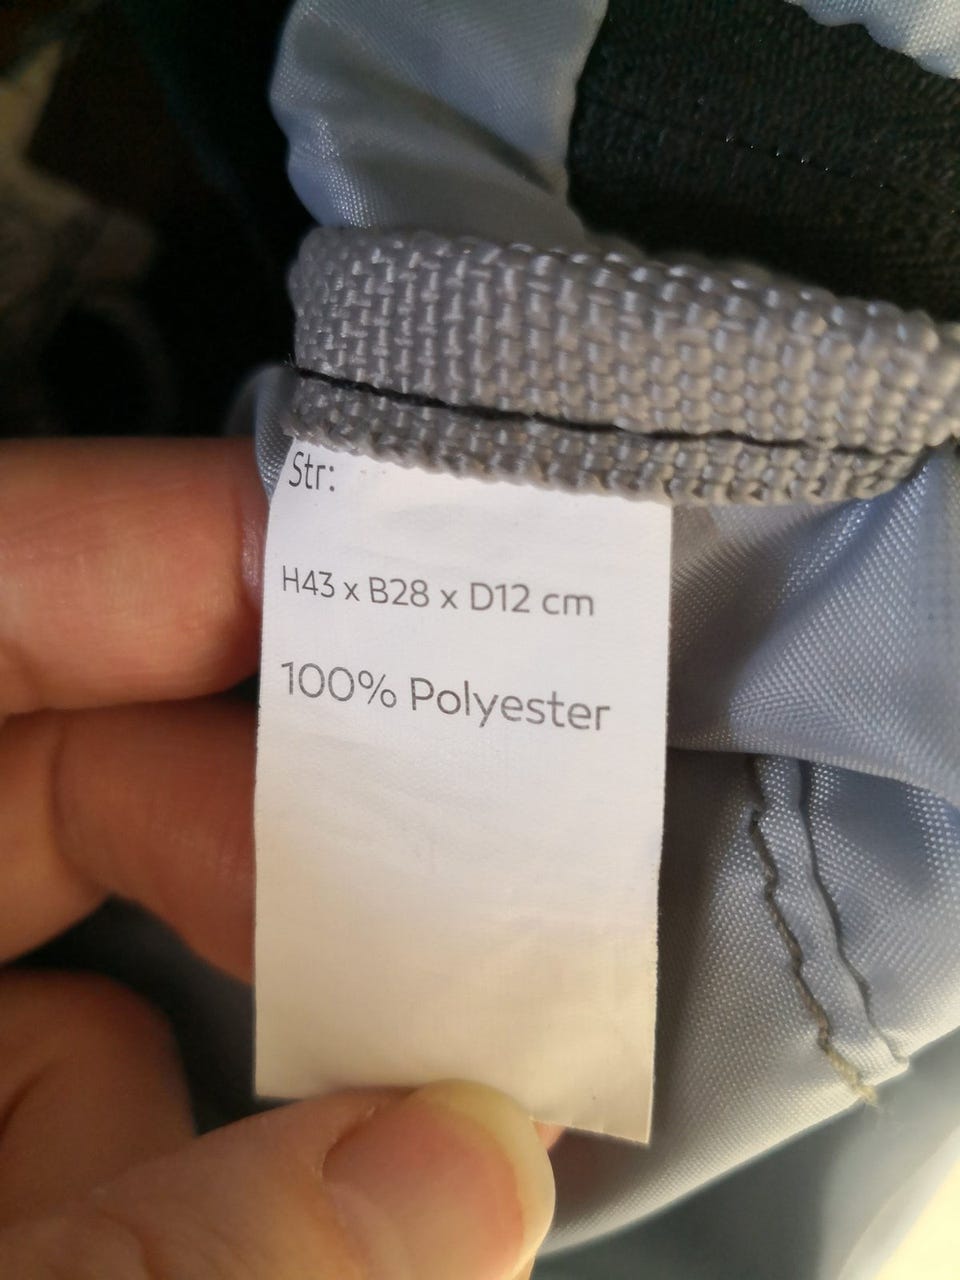 Str:
H43 x B28 x D12 cm
100% Polyester